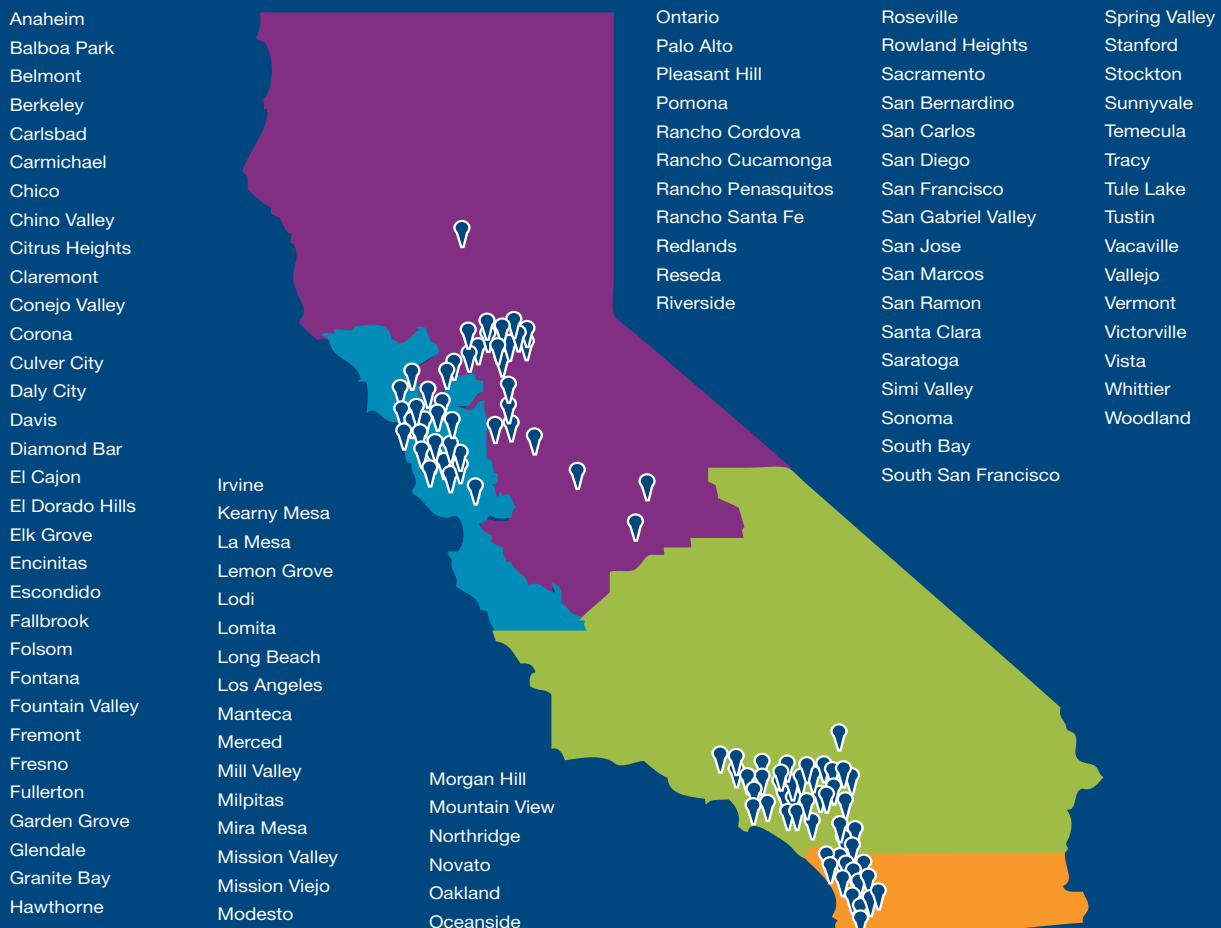 Anaheim
Balboa Park
Belmont
Berkeley
Carlsbad
Carmichael
Chico
Chino Valley
Citrus Heights
Claremont
Conejo Valley
Corona
Culver City
Daly City
Davis
Diamond Bar
El Cajon
El Dorado Hills
Elk Grove
Encinitas
Escondido
Fallbrook
Folsom
Fontana
Fountain Valley
Fremont
Fresno
Fullerton
Garden Grove
Glendale
Granite Bay
Hawthorne
Irvine
Kearny Mesa
La Mesa
Lemon Grove
Lodi
Lomita
Long Beach
Los Angeles
Manteca
Merced
Mill Valley
Milpitas
Mira Mesa
Mission Valley
Mission Viejo
Modesto
Morgan Hill
Mountain View
Northridge
Novato
Oakland
Oceanside
Ontario
Palo Alto
Pleasant Hill
Pomona
Rancho Cordova
Rancho Cucamonga
Rancho Penasquitos
Rancho Santa Fe
Redlands
Reseda
Riverside
Roseville
Rowland Heights
Sacramento
San Bernardino
San Carlos
San Diego
San Francisco
San Gabriel Valley
San Jose
San Marcos
San Ramon
Santa Clara
Saratoga
Simi Valley
Sonoma
South Bay
South San Francisco
Spring Valley
Stanford
Stockton
Sunnyvale
Temecula
Tracy
Tule Lake
Tustin
Vacaville
Vallejo
Vermont
Victorville
Vista
Whittier
Woodland